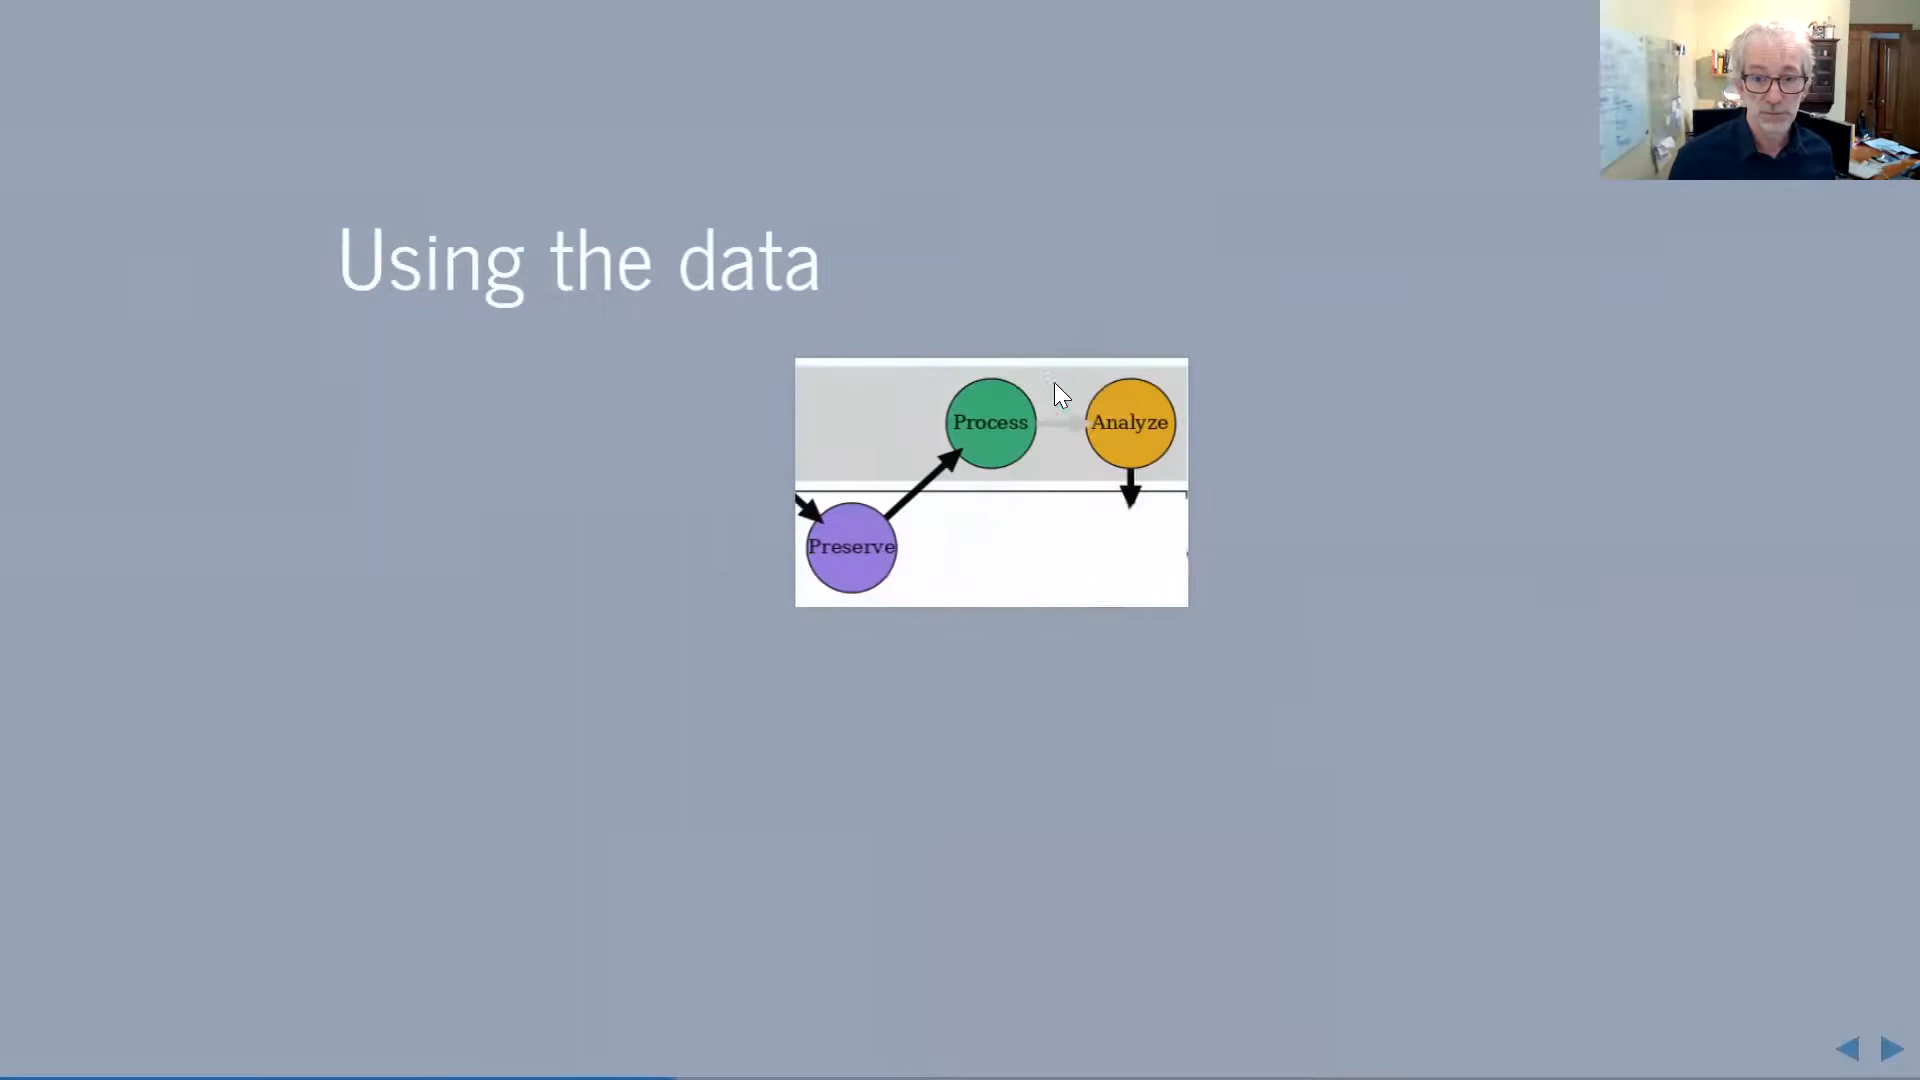 Using the data
Process
Analyze
Preserve